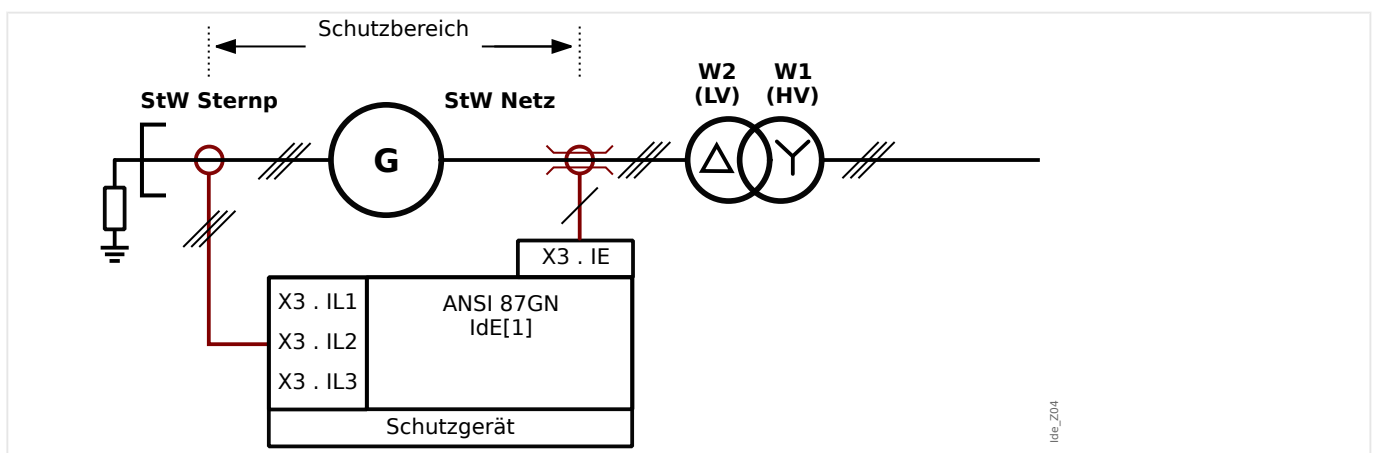 Schutzbereich
W2 W1
(LV) (HV)
StW Sternp StW Netz
G
X3 . IE
X3 . IL1
ANSI 87GN
IdE[1]
X3 . IL2
X3 . IL3
Schutzgerät
Ide_Z04